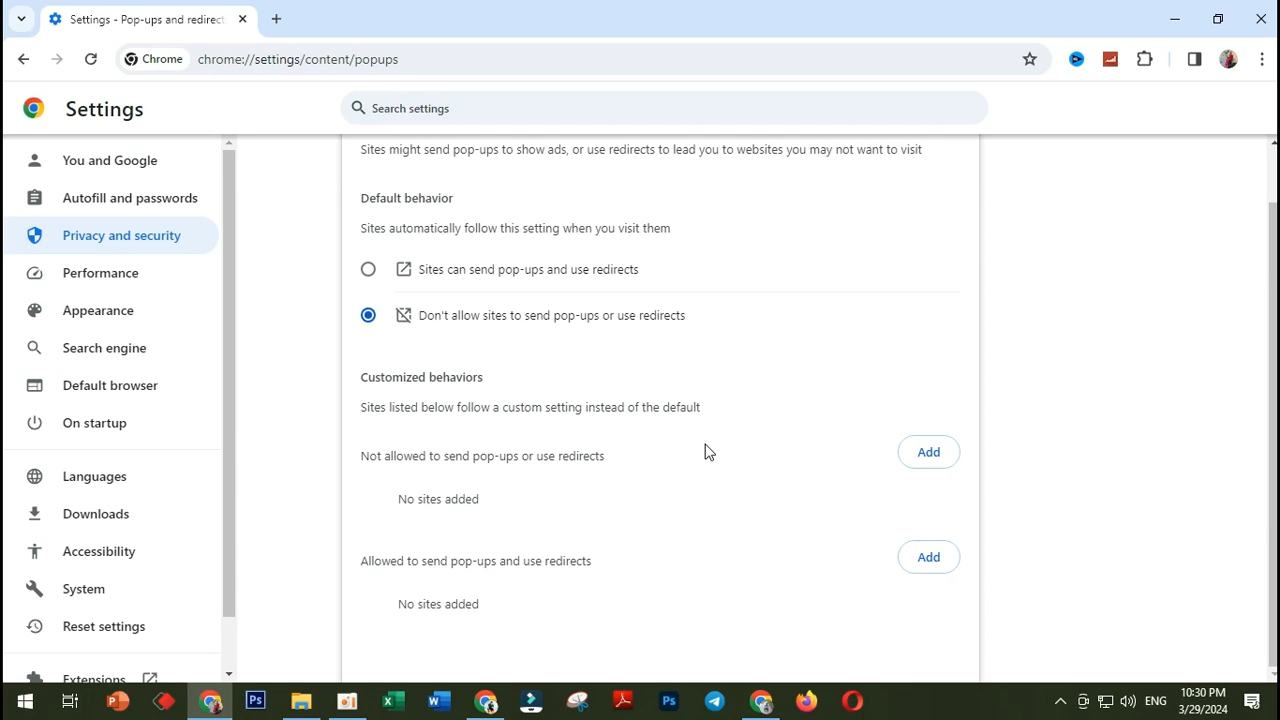 Settings - Pop-ups and redirect
Chrome
chrome://settings/content/popups
Settings
Search settings
You and Google
Autofill and passwords
Privacy and security
Performance
Appearance
Search engine
Default browser
On startup
Languages
Downloads
Accessibility
System
Reset settings
Extensions
Sites might send pop-ups to show ads, or use redirects to lead you to websites you may not want to visit
Default behavior
Sites automatically follow this setting when you visit them
Sites can send pop-ups and use redirects
Don't allow sites to send pop-ups or use redirects
Customized behaviors
Sites listed below follow a custom setting instead of the default
Not allowed to send pop-ups or use redirects
Add
No sites added
Allowed to send pop-ups and use redirects
Add
No sites added
ENG
10:30 PM
3/29/2024